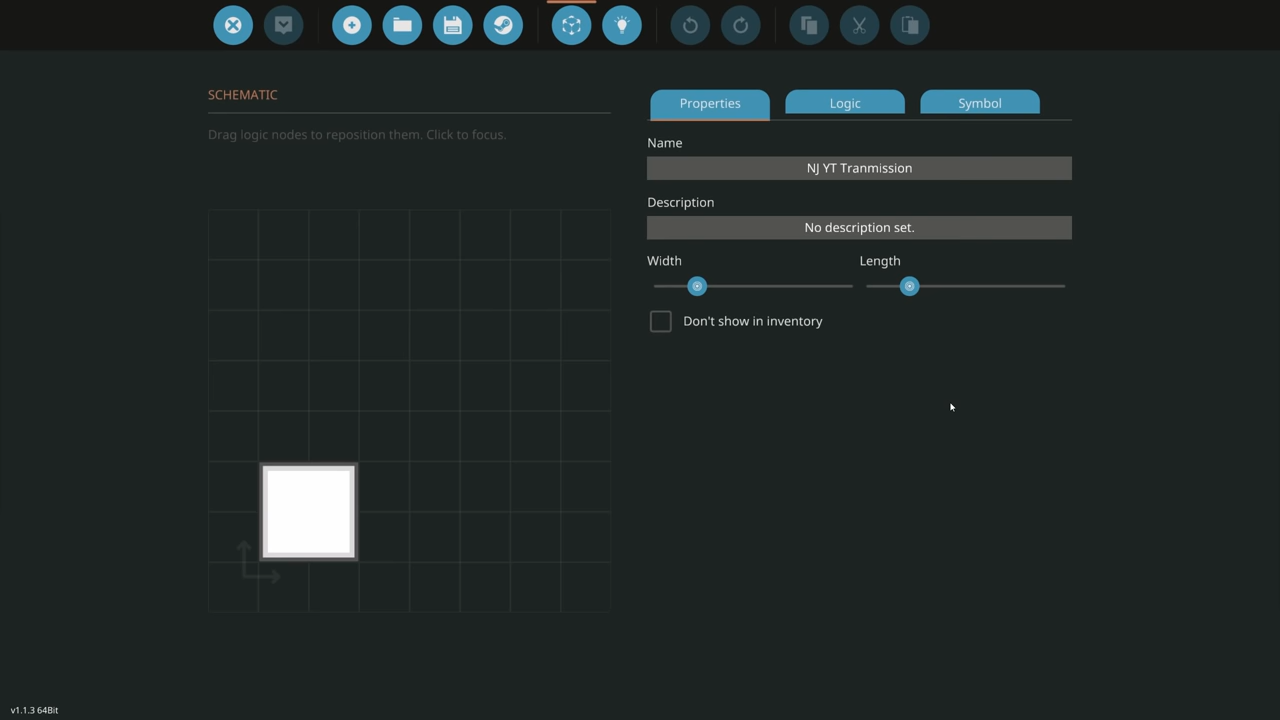 SCHEMATIC
Drag logic nodes to reposition them. Click to focus.
Properties
Logic
Symbol
Name
NJ YT Tranmission
Description
No description set.
Width
Length
Don't show in inventory
v1.1.3 64Bit